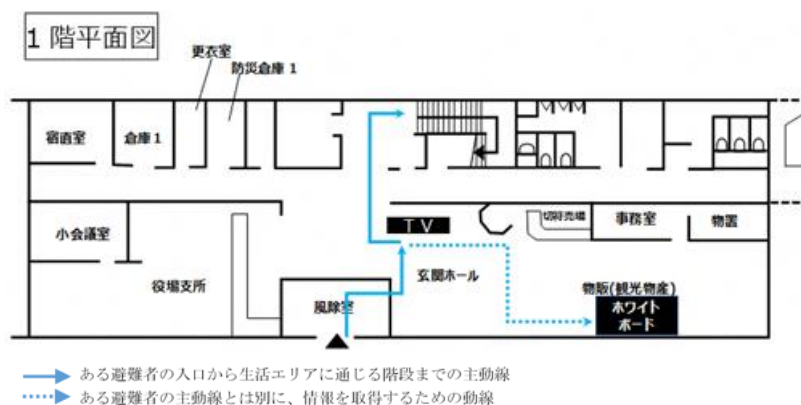 1階平面図
更衣室
防災倉庫1
宿直室
倉庫1
TV
切符売場
事務室
物置
小会議室
役場支所
玄関ホール
風除室
物販(観光物産)
ホワイト
ボード
ある避難者の入口から生活エリアに通じる階段までの主動線
ある避難者の主動線とは別に、情報を取得するための動線